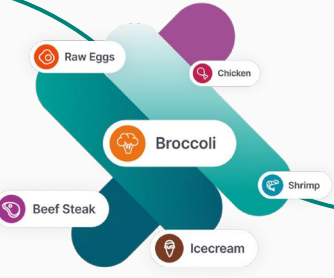 Raw Eggs
Chicken
Broccoli
Shrimp
Beef Steak
Icecream